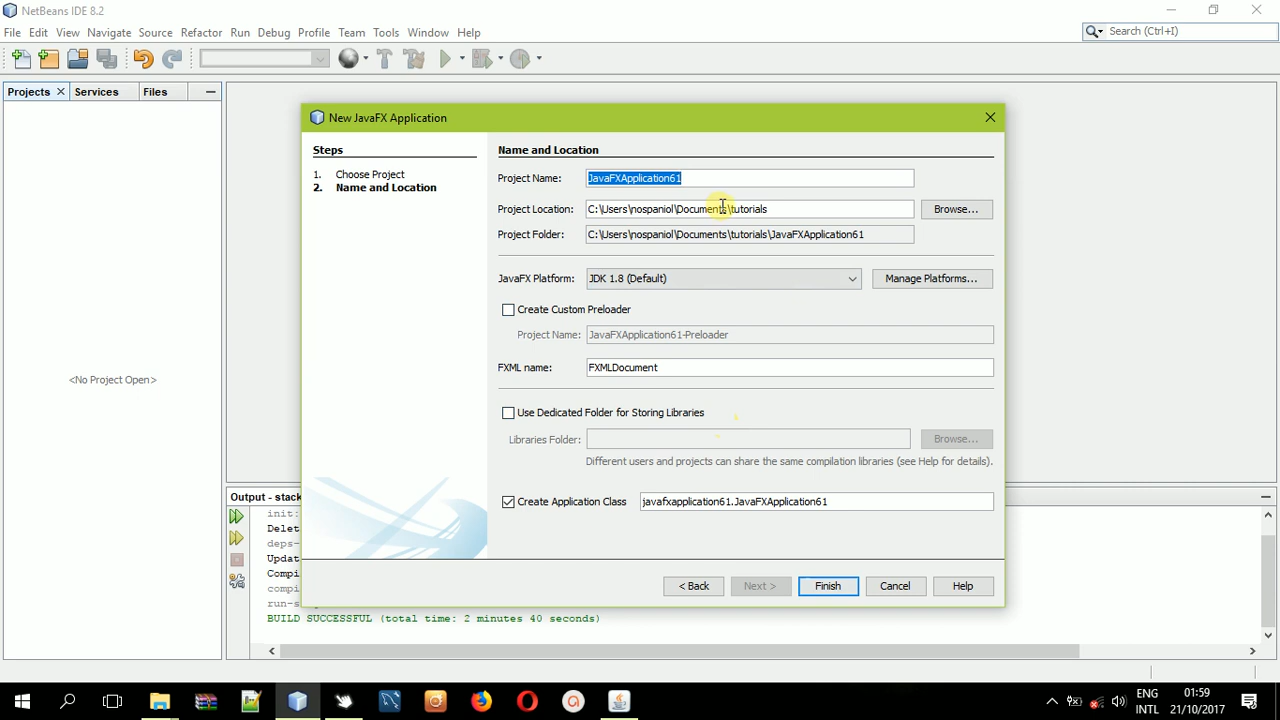 NetBeans IDE 8.2
File Edit View Navigate Source Refactor Run Debug Profile Team Tools Window Help
Search (Ctrl+I)
Projects Services Files
<No Project Open>
New JavaFX Application
Steps
1. Choose Project
2. Name and Location
Name and Location
Project Name: JavaFXApplication61
Project Location: C:\Users\nospaniol\Documents\tutorials Browse...
Project Folder: C:\Users\nospaniol\Documents\tutorials\JavaFXApplication61
JavaFX Platform: JDK 1.8 (Default) Manage Platforms...
Create Custom Preloader
Project Name: JavaFXApplication61-Preloader
FXML name: FXMLDocument
Use Dedicated Folder for Storing Libraries
Libraries Folder: Browse...
Different users and projects can share the same compilation libraries (see Help for details).
Create Application Class javafxapplication61.JavaFXApplication61
< Back Next > Finish Cancel Help
Output - stack
init:
Delet
deps-
Updat
Compi
compi
run-s
BUILD SUCCESSFUL (total time: 2 minutes 40 seconds)
ENG
INTL
01:59
21/10/2017